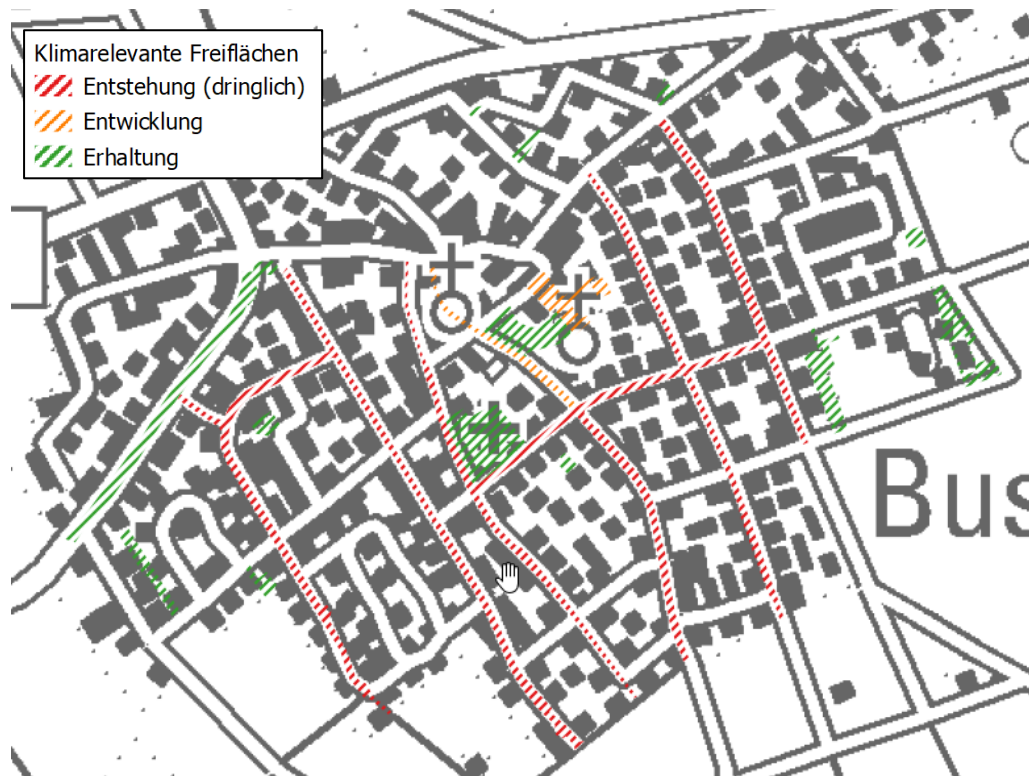 Klimarelevante Freiflächen
Entstehung (dringlich)
Entwicklung
Erhaltung
Bus